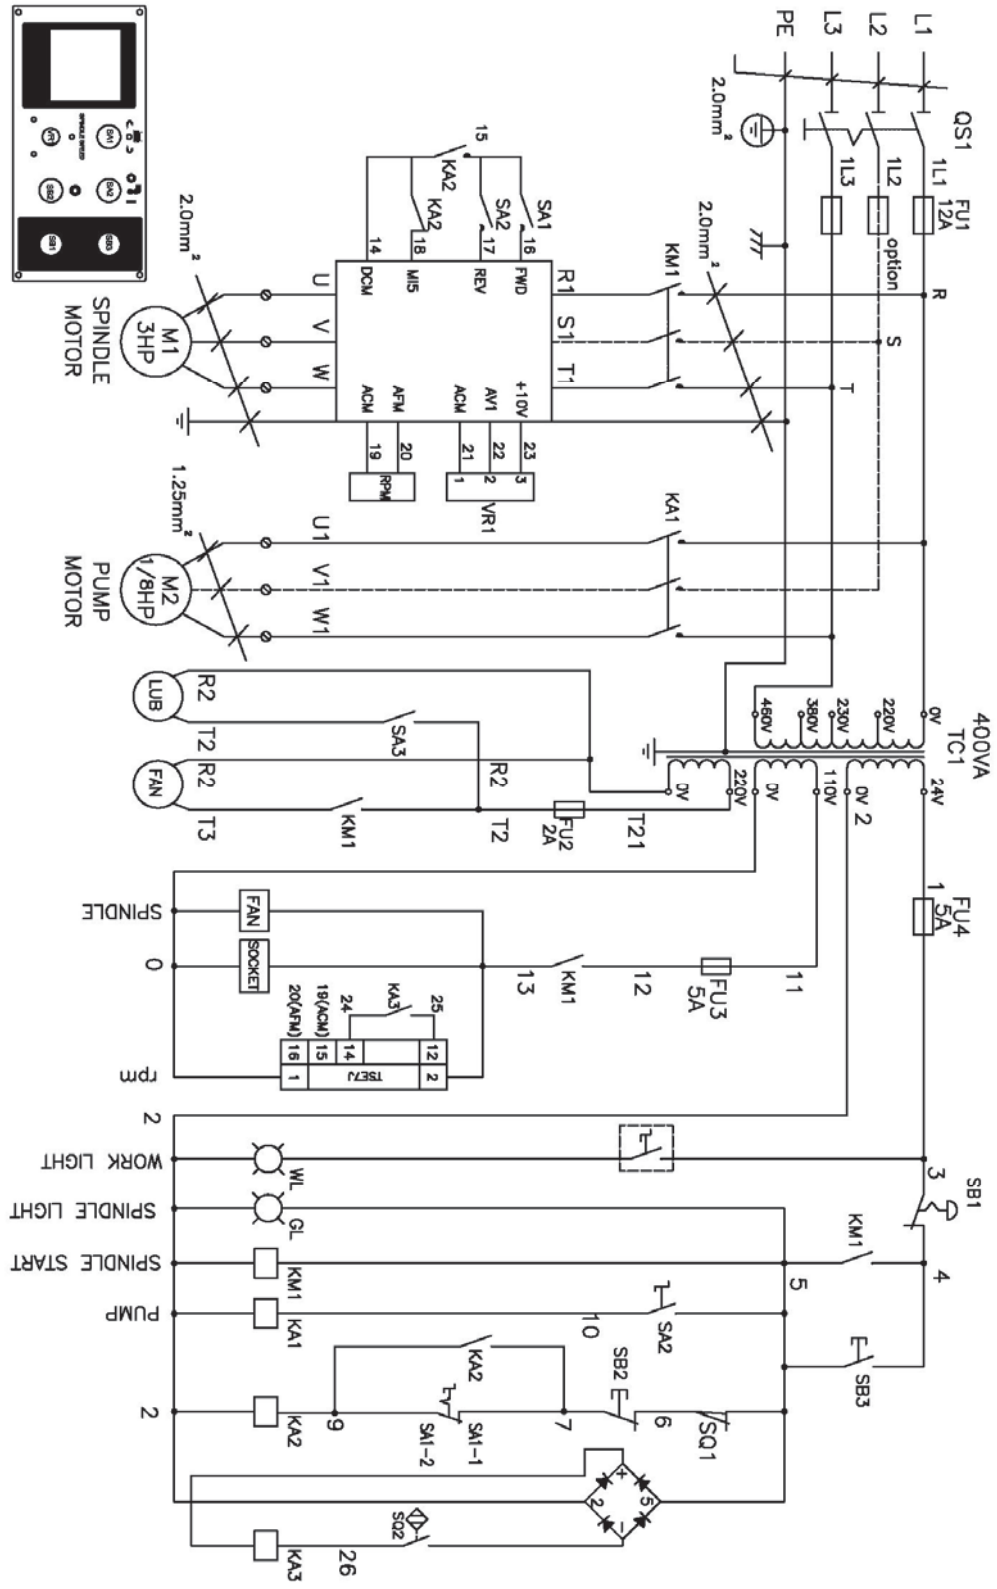 L1
L2
L3
PE
2.0mm²
QS1
1L1
1L2
1L3
FU1
12A
option
R
S
T
2.0mm²
KM1
R1
S1
T1
SA1
SA2
15
KA2
KA2
16
17
18
14
FWD
REV
MI5
DCM
+10V
AV1
ACM
AFM
ACM
23
22
21
20
19
3
2
1
VR1
RPM
U
V
W
2.0mm²
M1
3HP
SPINDLE
MOTOR
SA1
SA2
SB3
VR1
SPINDLE SPEED
SB2
SB1
KA1
U1
V1
W1
1.25mm²
M2
1/8HP
PUMP
MOTOR
400VA
TC1
0V
220V
230V
380V
460V
24V
0V
110V
0V
220V
0V
2
T21
FU2
2A
R2
T2
SA3
R2
T2
LUB
KM1
R2
T3
FAN
1
FU4
5A
11
FU3
5A
12
KM1
13
FAN
SPINDLE
SOCKET
0
25
KA3
24
19(ACM)
20(AFM)
12
14
15
16
2
TSE7J
1
rpm
2
3
SB1
WL
WORK LIGHT
GL
SPINDLE LIGHT
4
KM1
5
KM1
SPINDLE START
SA2
10
KA1
PUMP
SB3
SQ1
6
SB2
7
KA2
SA1-1
SA1-2
9
KA2
2
+
5
2
-
SQ2
26
KA3